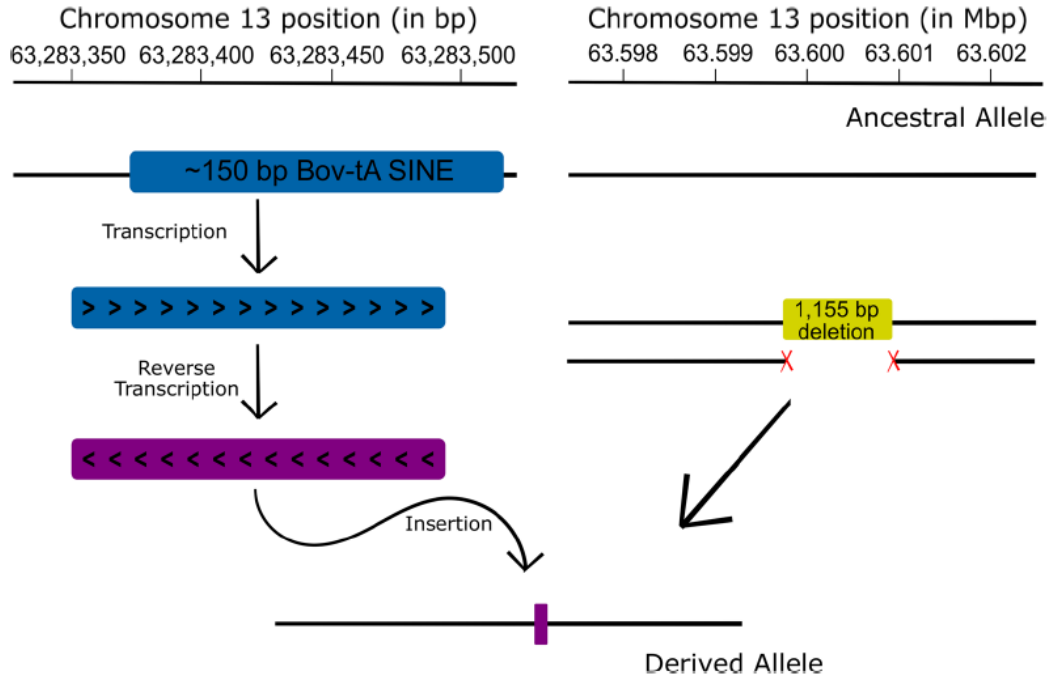 Chromosome 13 position (in bp)
63,283,350 63,283,400 63,283,450 63,283,500
Chromosome 13 position (in Mbp)
63.598 63.599 63.600 63.601 63.602
Ancestral Allele
~150 bp Bov-tA SINE
Transcription
> > > > > > > > > > > > > >
1,155 bp
deletion
Reverse
Transcription
< < < < < < < < < < < < < <
Insertion
Derived Allele